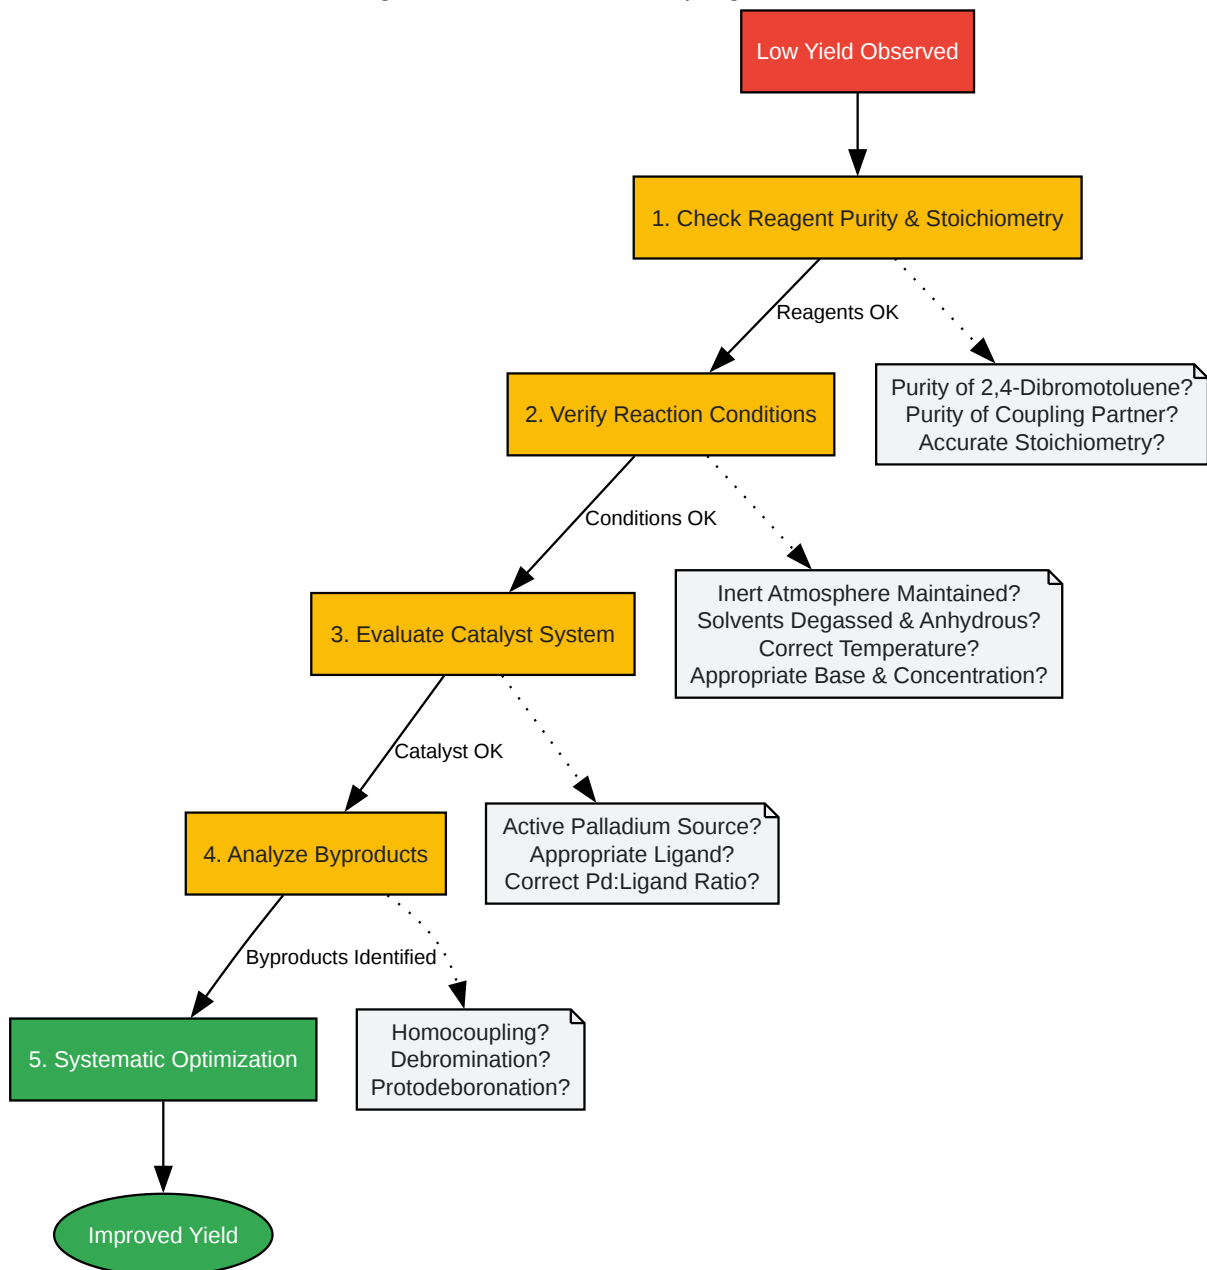 Low Yield Observed
1. Check Reagent Purity & Stoichiometry
Reagents OK
Purity of 2,4-Dibromotoluene?
Purity of Coupling Partner?
Accurate Stoichiometry?
2. Verify Reaction Conditions
Conditions OK
Inert Atmosphere Maintained?
Solvents Degassed & Anhydrous?
Correct Temperature?
Appropriate Base & Concentration?
3. Evaluate Catalyst System
Catalyst OK
Active Palladium Source?
Appropriate Ligand?
Correct Pd:Ligand Ratio?
4. Analyze Byproducts
Byproducts Identified
Homocoupling?
Debromination?
Protodeboronation?
5. Systematic Optimization
Improved Yield